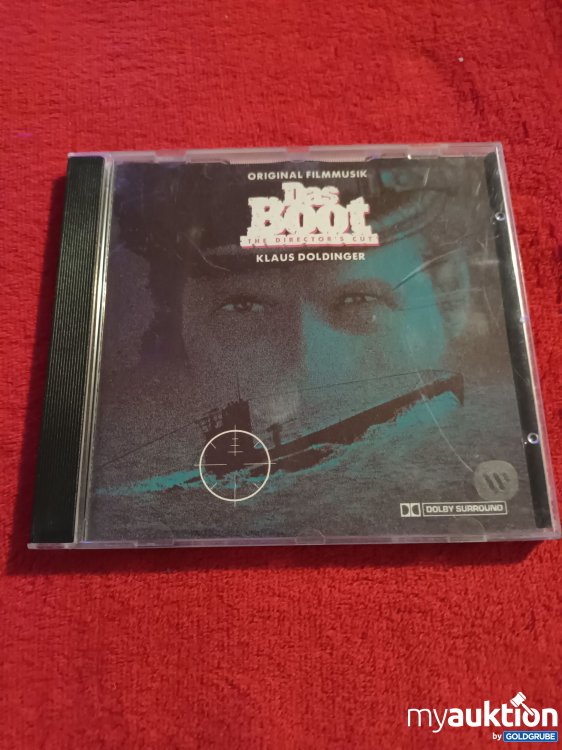 ORIGINAL FILMMUSIK
Das
Boot
THE DIRECTOR'S CUT
KLAUS DOLDINGER
DOLBY SURROUND
myauktion
by GOLDGRUBE